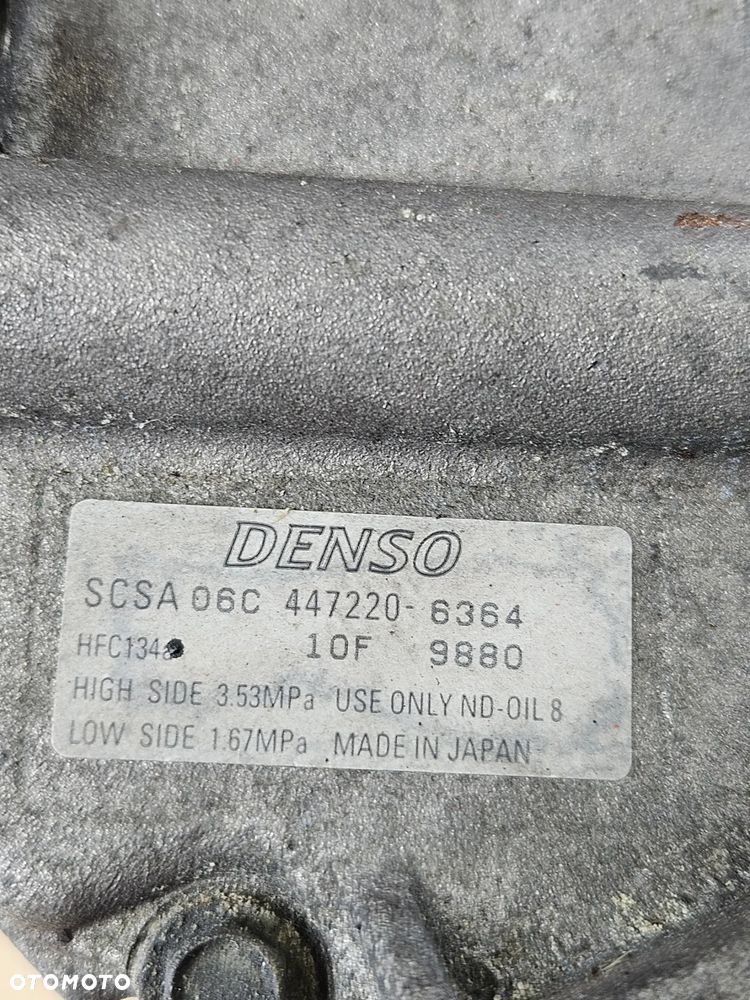 DENSO
SCSA 06C 447220-6364
HFC134a 10F 9880
HIGH SIDE 3.53MPa USE ONLY ND-OIL 8
LOW SIDE 1.67MPa MADE IN JAPAN
OTOMOTO